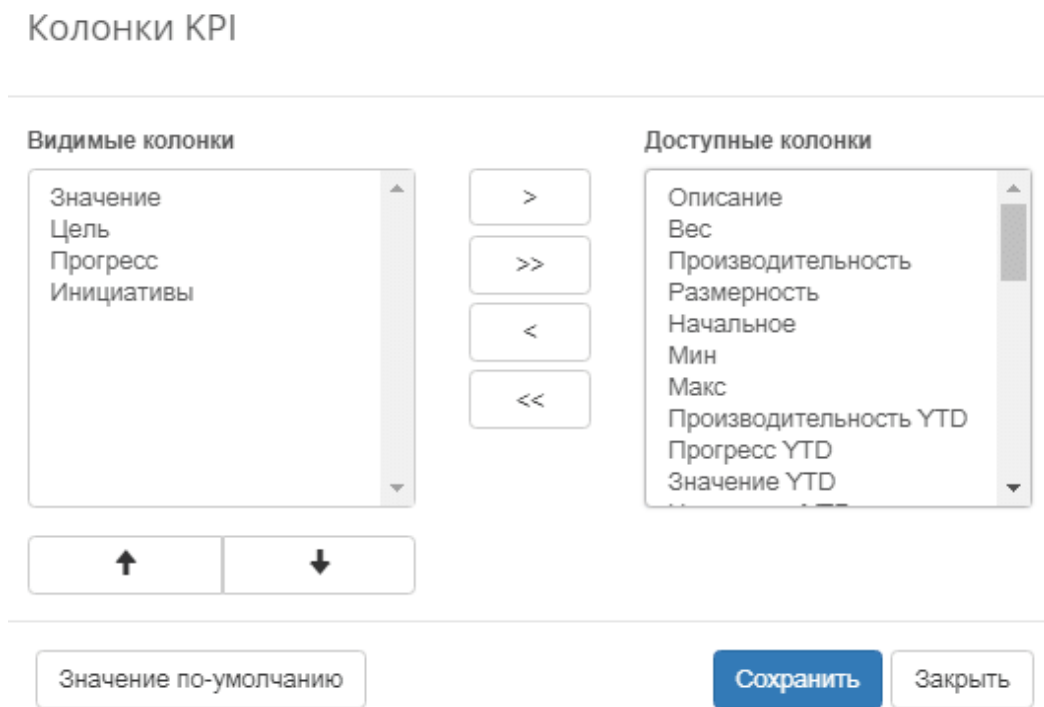 Колонки KPI
Видимые колонки
Значение
Цель
Прогресс
Инициативы
>
>>
<
<<
Доступные колонки
Описание
Вес
Производительность
Размерность
Начальное
Мин
Макс
Производительность YTD
Прогресс YTD
Значение YTD
Значение по-умолчанию
Сохранить
Закрыть